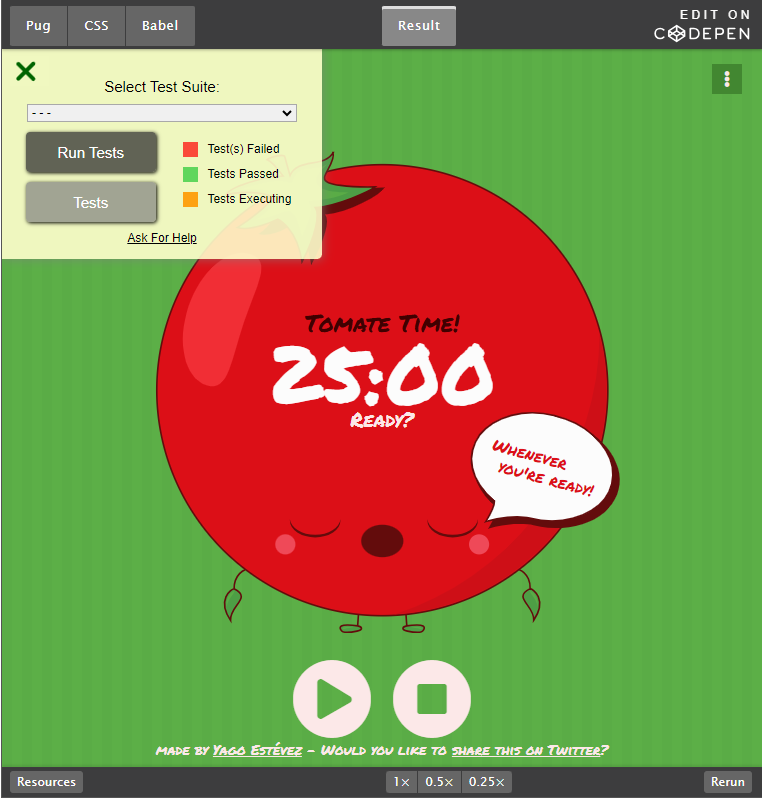 Pug CSS Babel Result EDIT ON
CODEPEN
Select Test Suite:
- - -
Run Tests Test(s) Failed
Tests Passed
Tests Tests Executing
Ask For Help
Tomate Time!
25:00
Ready?
Whenever
you're ready!
made by Yago Estévez - Would you like to share this on Twitter?
Resources 1× 0.5× 0.25× Rerun